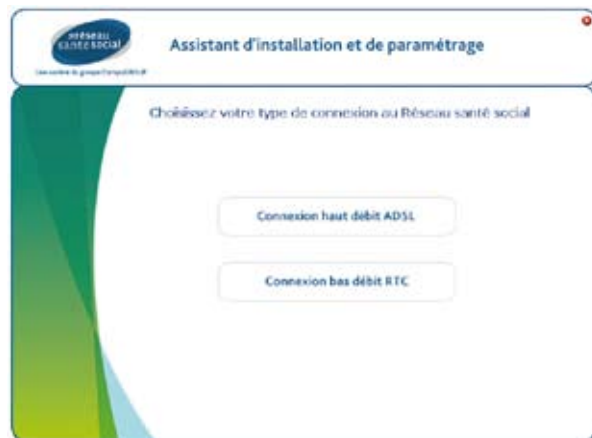 réseau
santé social
Assistant d'installation et de paramétrage
Choisissez votre type de connexion au Réseau santé social
Connexion haut débit ADSL
Connexion bas débit RTC